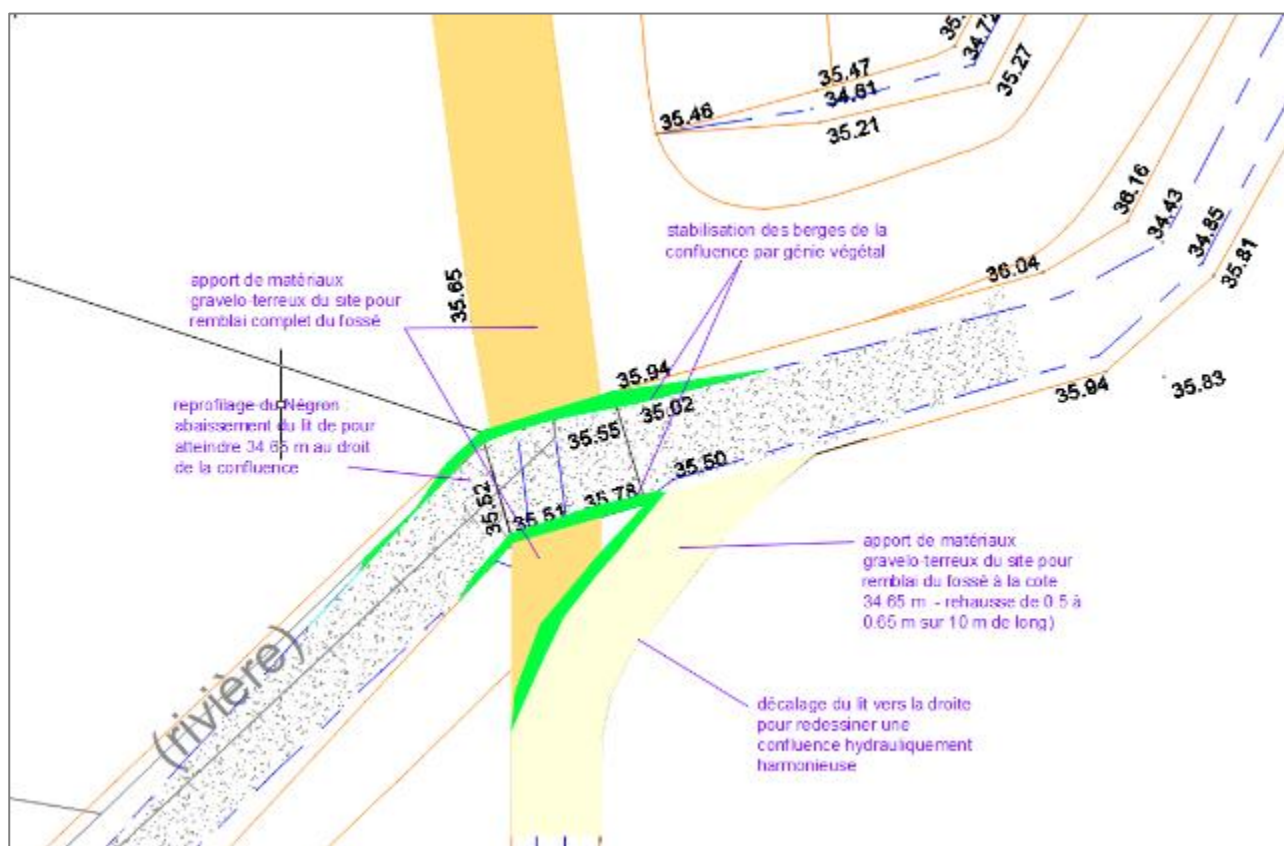 35.47
34.72
35.27
34.61
35.46
35.21
36.16
34.43
34.85
35.81
stabilisation des berges de la
confluence par génie végétal
36.04
apport de matériaux
gravelo-terreux du site pour
remblai complet du fossé
35.65
35.94
35.02
35.94
35.83
reprofilage du Négron :
abaissement du lit de pour
atteindre 34.65 m au droit
de la confluence
35.55
35.50
35.52
35.51
35.78
apport de matériaux
gravelo-terreux du site pour
remblai du fossé à la cote
34.65 m - rehausse de 0.5 à
0.65 m sur 10 m de long)
(rivière)
décalage du lit vers la droite
pour redessiner une
confluence hydrauliquement
harmonieuse